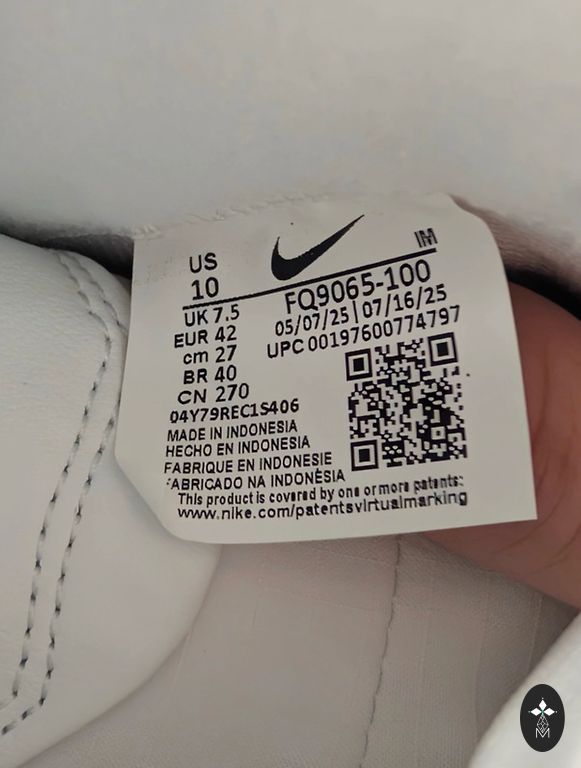 IM
US
10
UK 7.5
EUR 42
cm 27
BR 40
CN 270
FQ9065-100
05/07/25|07/16/25
UPC 00197600774797
04Y79REC1S406
MADE IN INDONESIA
HECHO EN INDONESIA
FABRIQUE EN INDONESIE
FABRICADO NA INDONÈSIA
This product is covered by one or more patents:
www.nike.com/patentsvirtualmarking
M